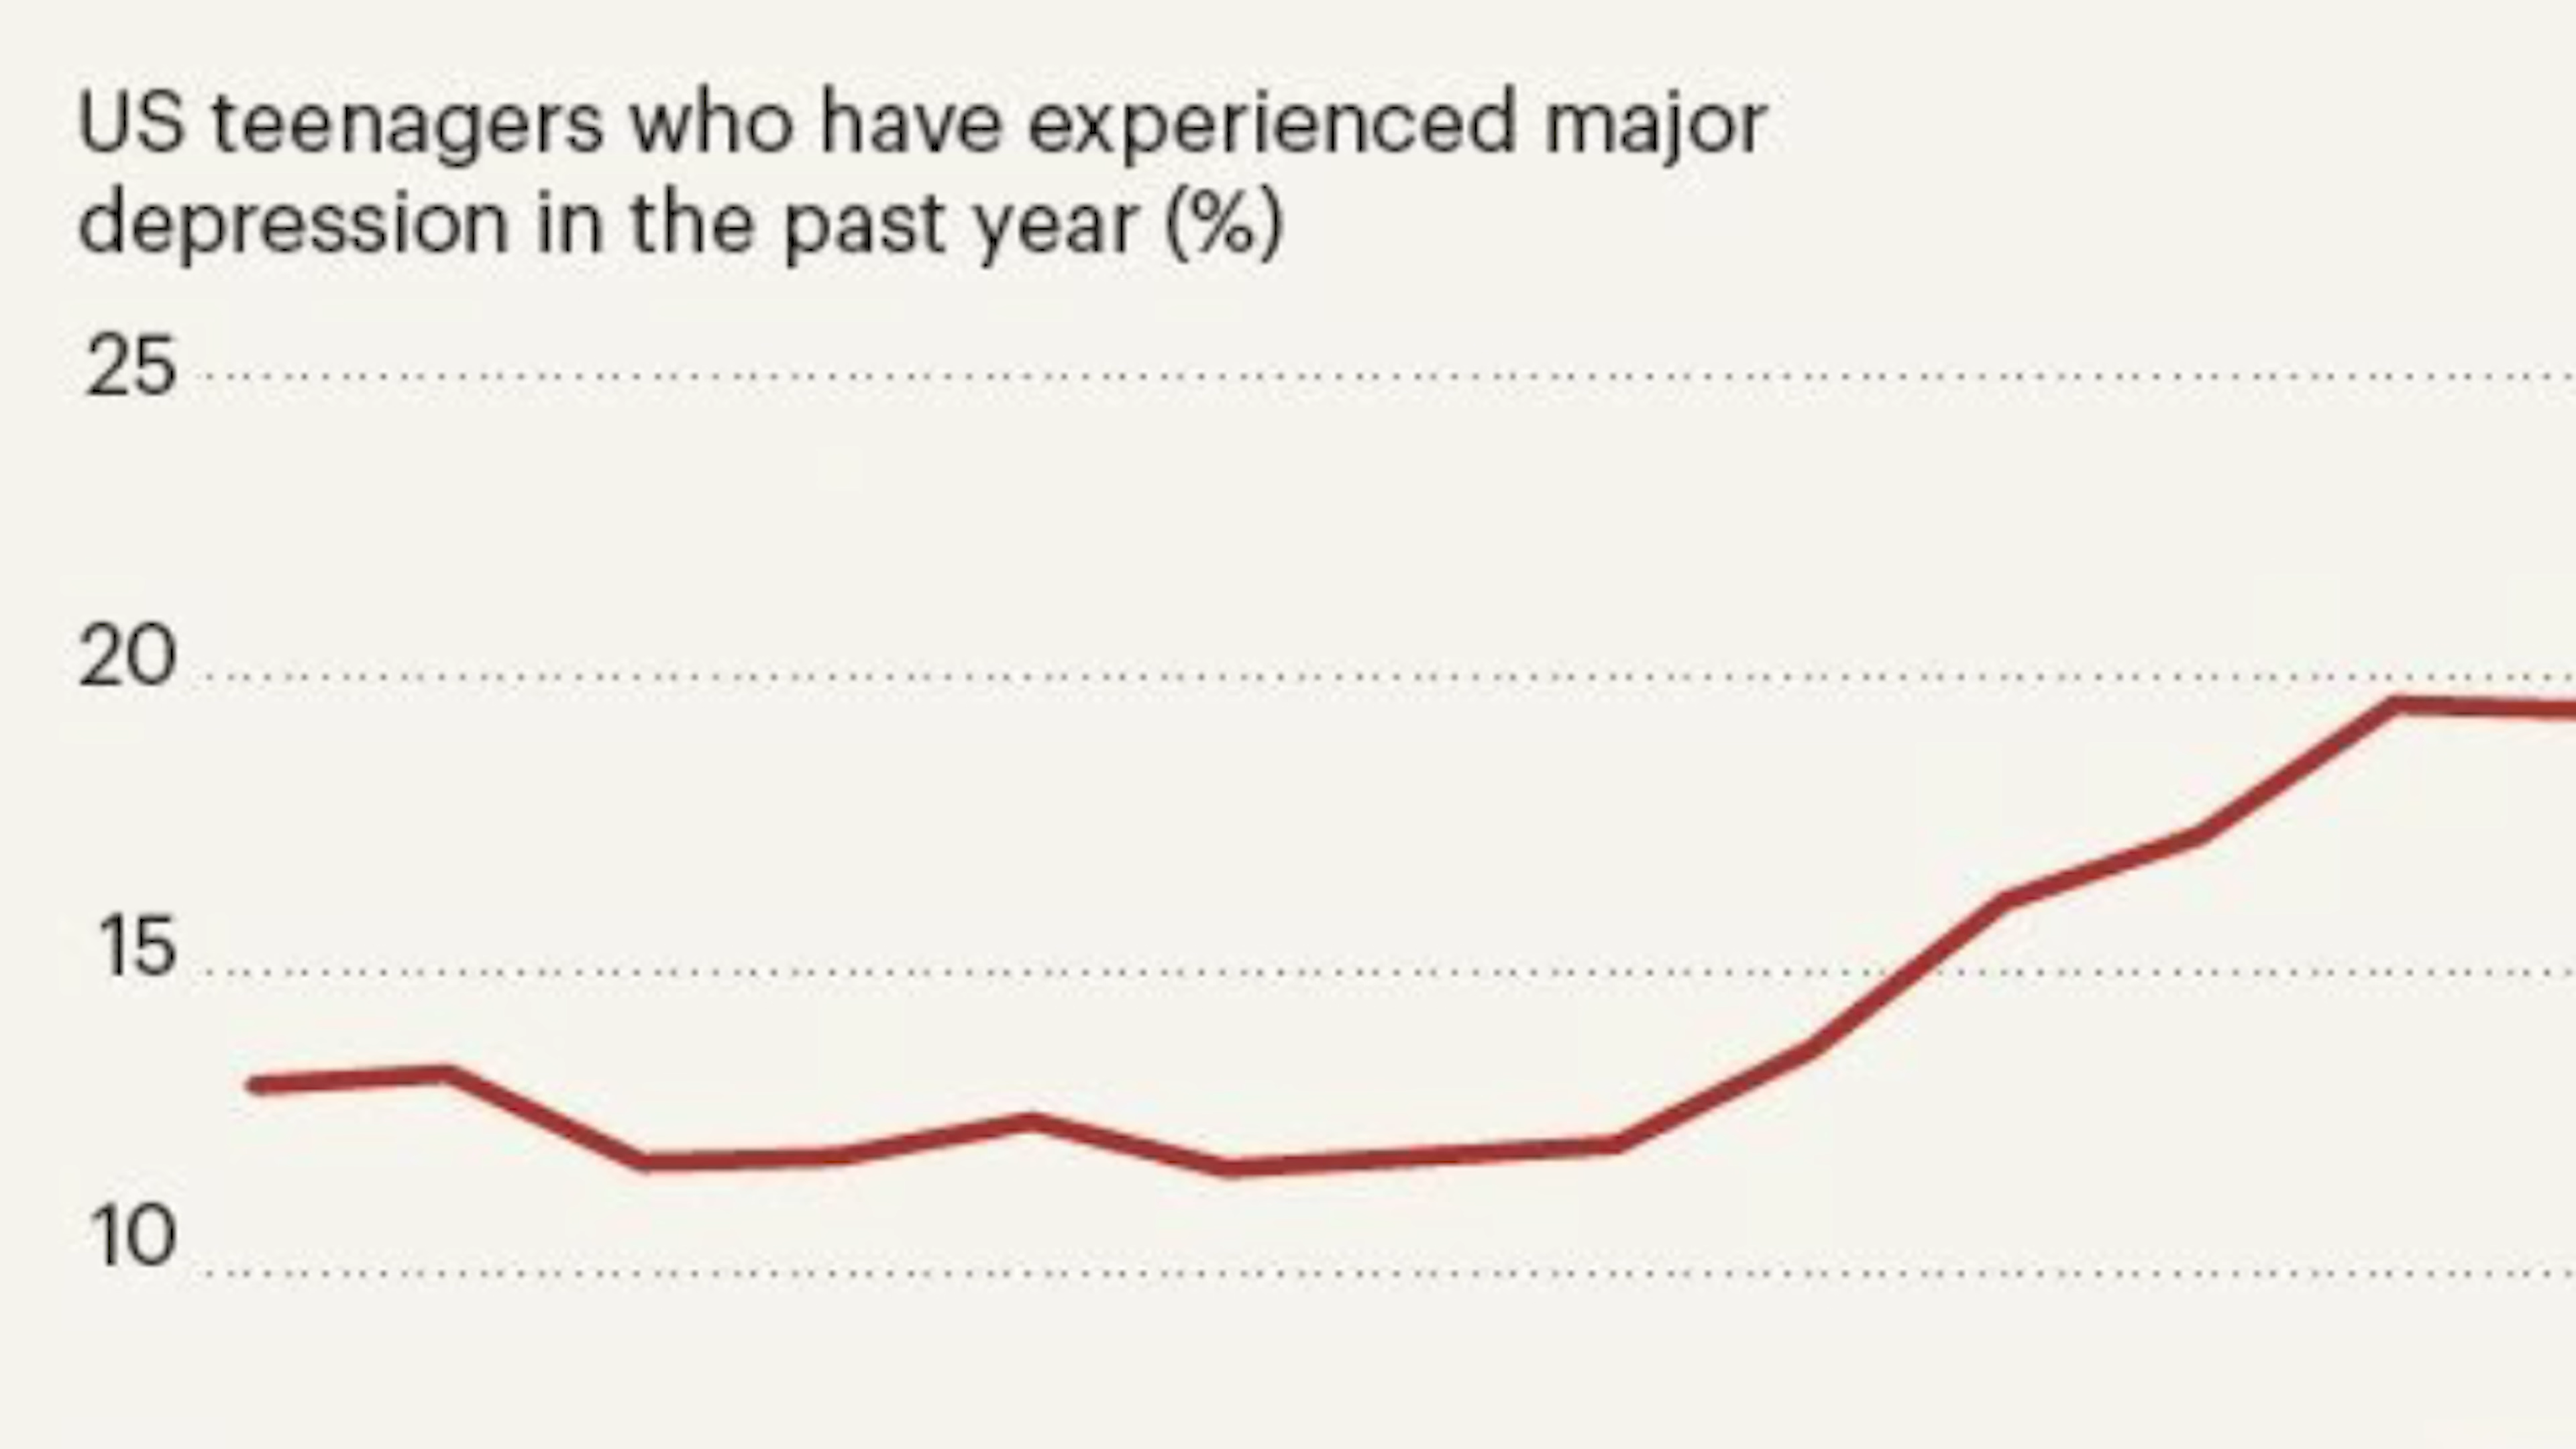 US teenagers who have experienced major
depression in the past year (%)
25
20
15
10